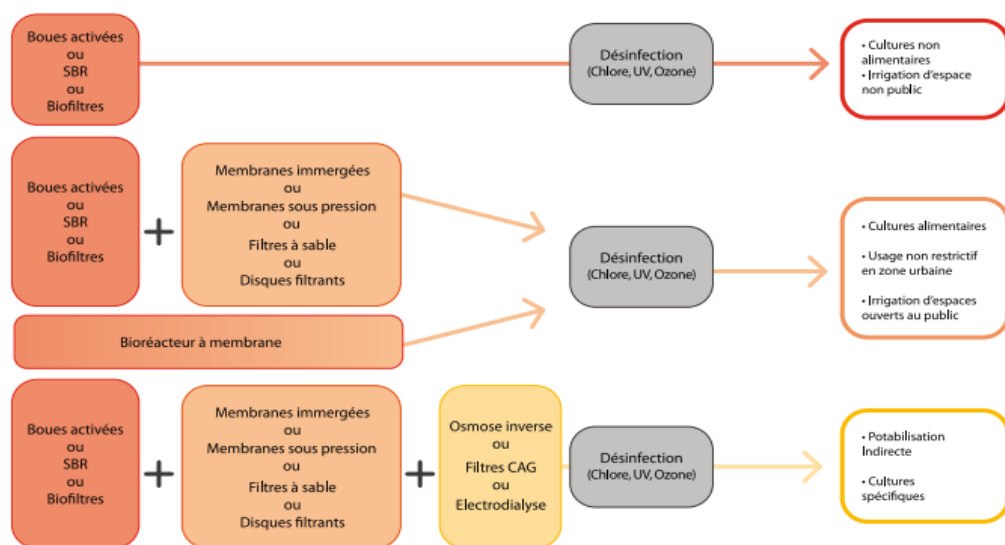 Boues activées
ou
SBR
ou
Biofiltres
Désinfection
(Chlore, UV, Ozone)
• Cultures non
alimentaires
• Irrigation d'espace
non public
Boues activées
ou
SBR
ou
Biofiltres
+
Membranes immergées
ou
Membranes sous pression
ou
Filtres à sable
ou
Disques filtrants
Bioréacteur à membrane
Désinfection
(Chlore, UV, Ozone)
• Cultures alimentaires
• Usage non restrictif
en zone urbaine
• Irrigation d'espaces
ouverts au public
Boues activées
ou
SBR
ou
Biofiltres
+
Membranes immergées
ou
Membranes sous pression
ou
Filtres à sable
ou
Disques filtrants
+
Osmose inverse
ou
Filtres CAG
ou
Electrodialyse
Désinfection
(Chlore, UV, Ozone)
• Potabilisation
Indirecte
• Cultures
spécifiques